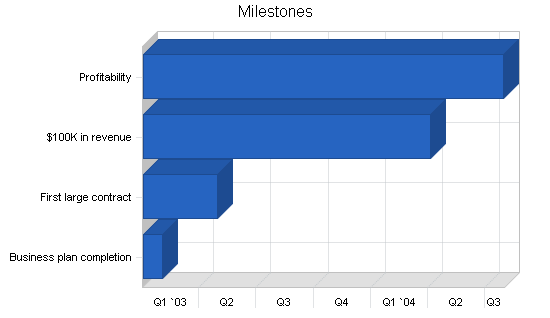 Milestones
Profitability
$100K in revenue
First large contract
Business plan completion
Q1 `03 Q2 Q3 Q4 Q1 `04 Q2 Q3